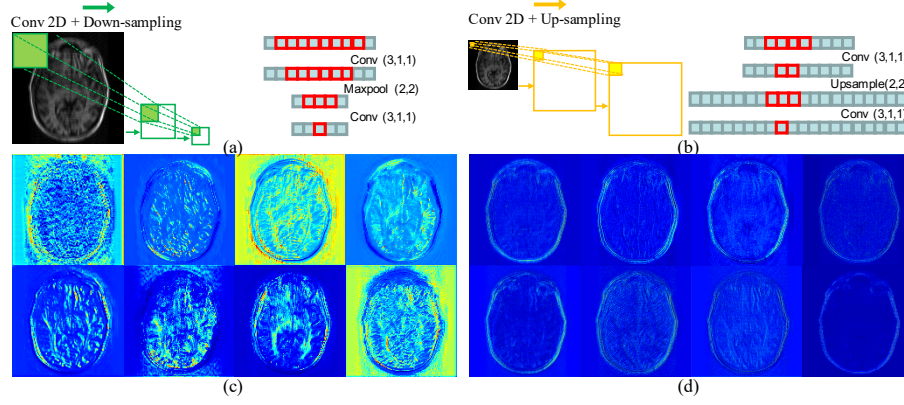 Conv 2D + Down-sampling
Conv (3,1,1)
Maxpool (2,2)
Conv (3,1,1)
(a)
Conv 2D + Up-sampling
Conv (3,1,1)
Upsample(2,2)
Conv (3,1,1)
(b)
(c)
(d)